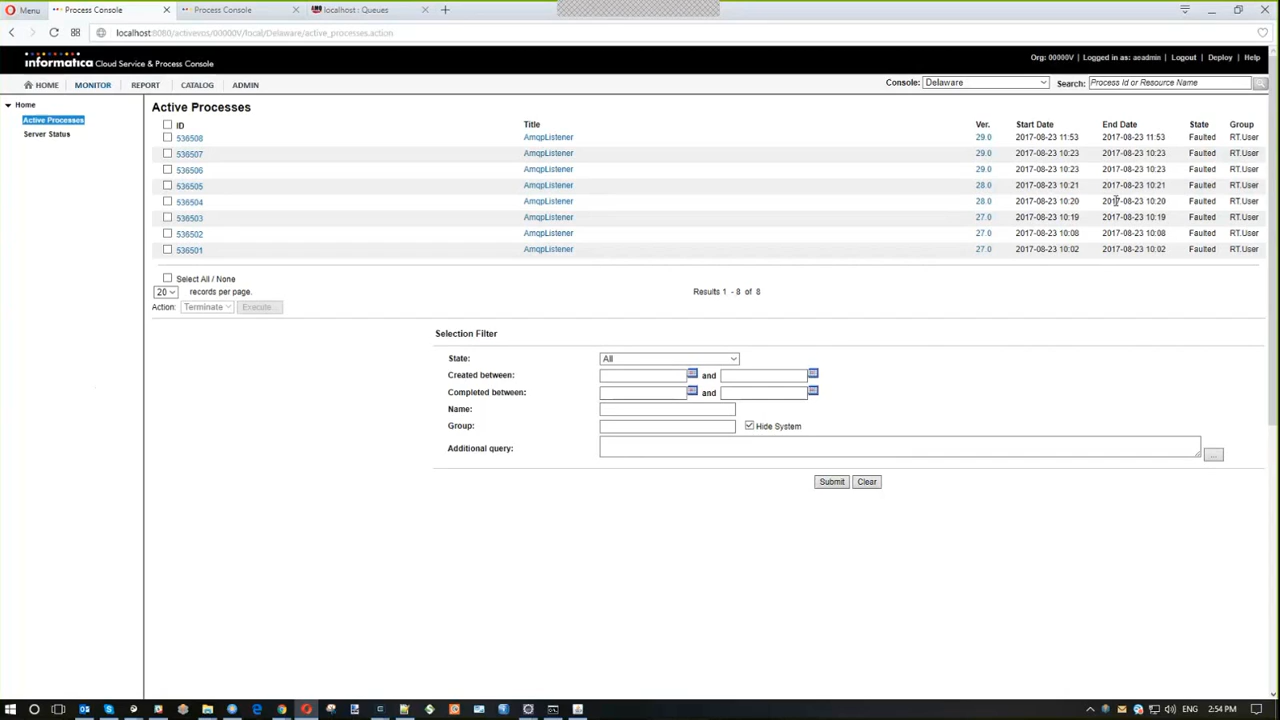 Menu Process Console Process Console localhost : Queues
localhost:8080/activevos/00000V/local/Delaware/active_processes.action
informatica Cloud Service & Process Console Org: 00000V Logged in as: aeadmin Logout Deploy Help
HOME MONITOR REPORT CATALOG ADMIN Console: Delaware Search: Process Id or Resource Name
Home
Active Processes
Server Status
Active Processes
ID Title Ver. Start Date End Date State Group
536508 AmqpListener 29.0 2017-08-23 11:53 2017-08-23 11:53 Faulted RT.User
536507 AmqpListener 29.0 2017-08-23 10:23 2017-08-23 10:23 Faulted RT.User
536506 AmqpListener 29.0 2017-08-23 10:23 2017-08-23 10:23 Faulted RT.User
536505 AmqpListener 28.0 2017-08-23 10:21 2017-08-23 10:21 Faulted RT.User
536504 AmqpListener 28.0 2017-08-23 10:20 2017-08-23 10:20 Faulted RT.User
536503 AmqpListener 27.0 2017-08-23 10:19 2017-08-23 10:19 Faulted RT.User
536502 AmqpListener 27.0 2017-08-23 10:08 2017-08-23 10:08 Faulted RT.User
536501 AmqpListener 27.0 2017-08-23 10:02 2017-08-23 10:02 Faulted RT.User
Select All / None
20 records per page. Results 1 - 8 of 8
Action: Terminate Execute...
Selection Filter
State: All
Created between: and
Completed between: and
Name:
Group: Hide System
Additional query: ...
Submit Clear
ENG 2:54 PM